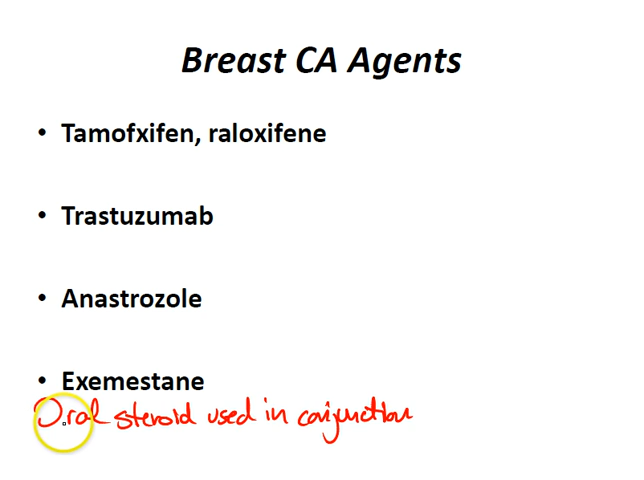 Breast CA Agents
• Tamofxifen, raloxifene
• Trastuzumab
• Anastrozole
• Exemestane
Oral steroid used in conjunction